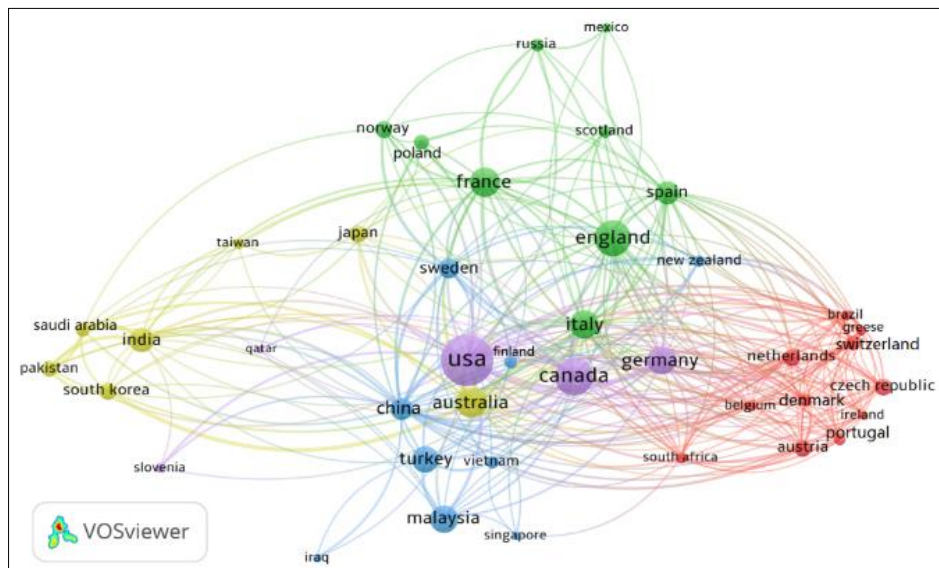 mexico
russia
norway
scotland
poland
france
spain
england
japan
taiwan
sweden
new zealand
brazil
saudi arabia
italy
greese
india
switzerland
qatar
finland
usa
germany
netherlands
pakistan
canada
south korea
czech republic
australia
denmark
china
belgium
ireland
portugal
austria
turkey
vietnam
south africa
slovenia
malaysia
VOSviewer
singapore
iraq